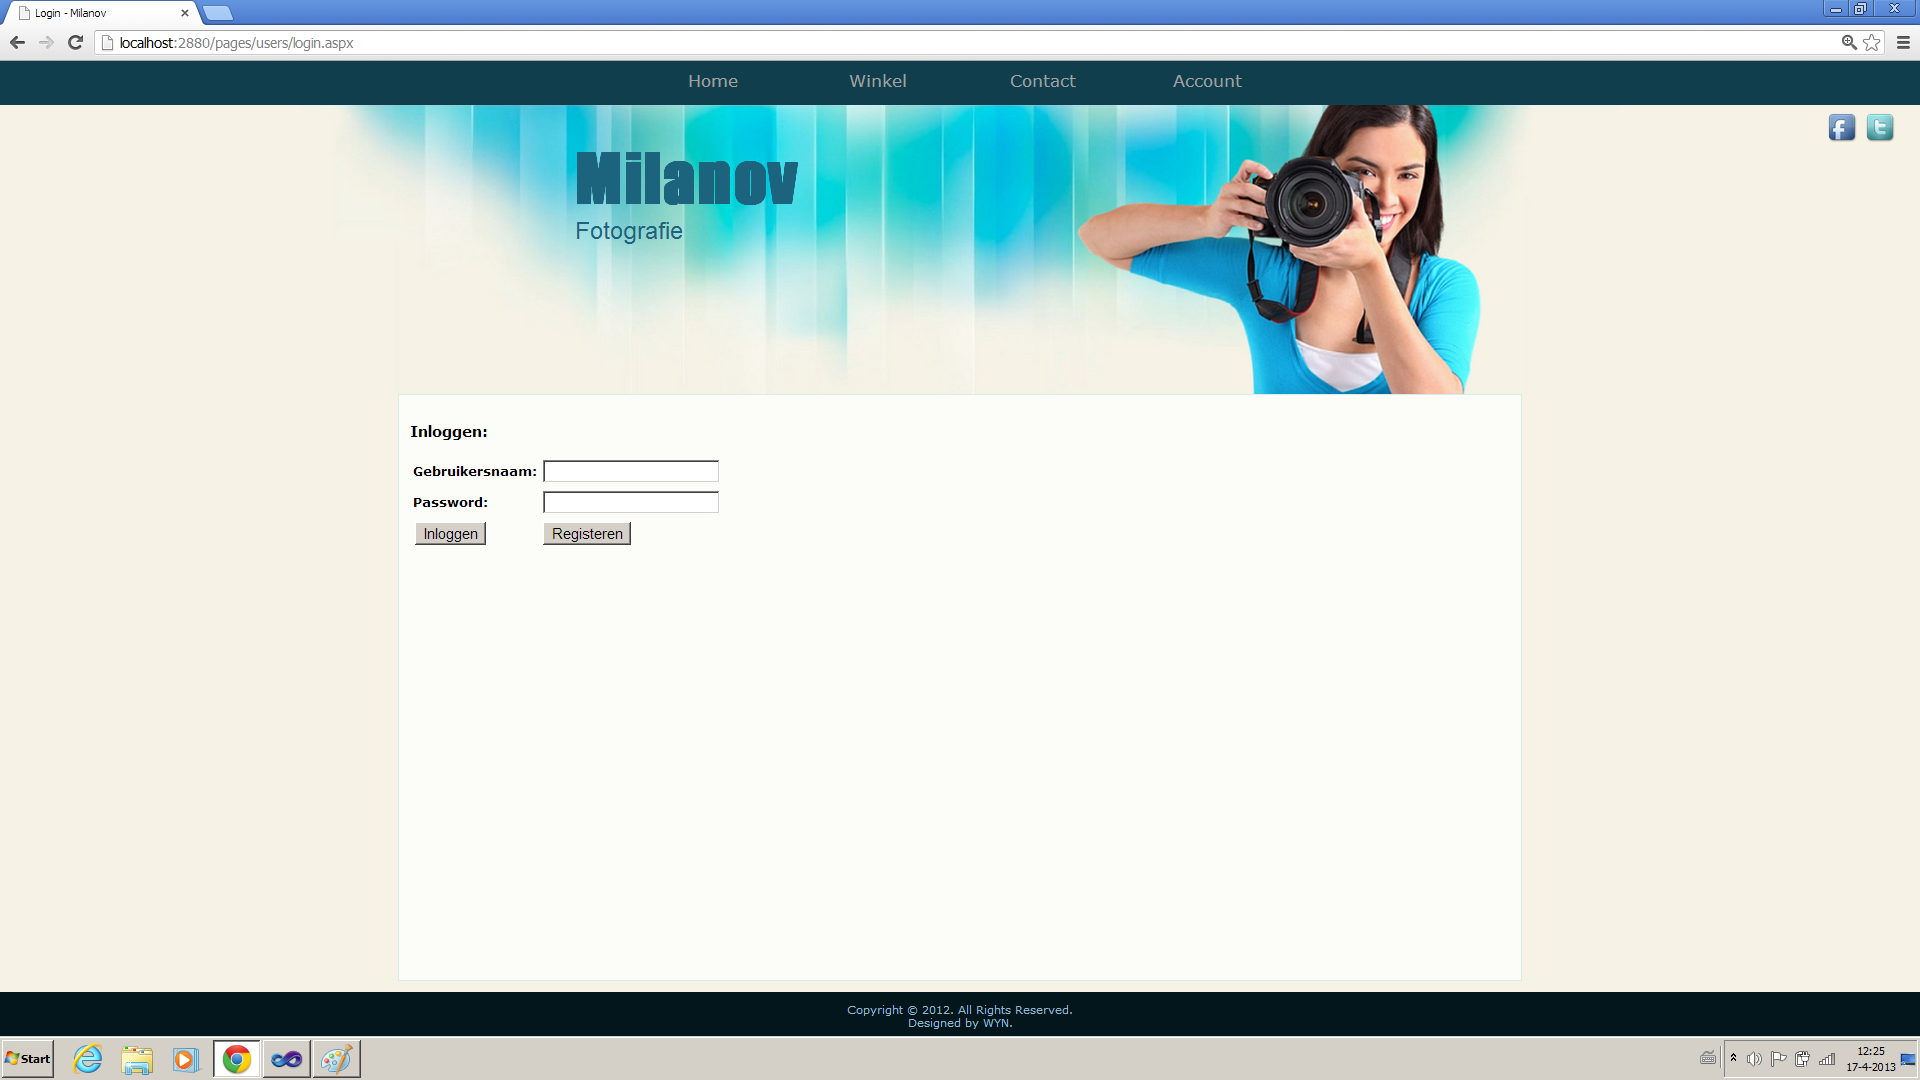 Login - Milanov
localhost:2880/pages/users/login.aspx
Home Winkel Contact Account
Milanov
Fotografie
Inloggen:
Gebruikersnaam:
Password:
Inloggen Registeren
Copyright © 2012. All Rights Reserved.
Designed by WYN.
Start
12:25
17-4-2013